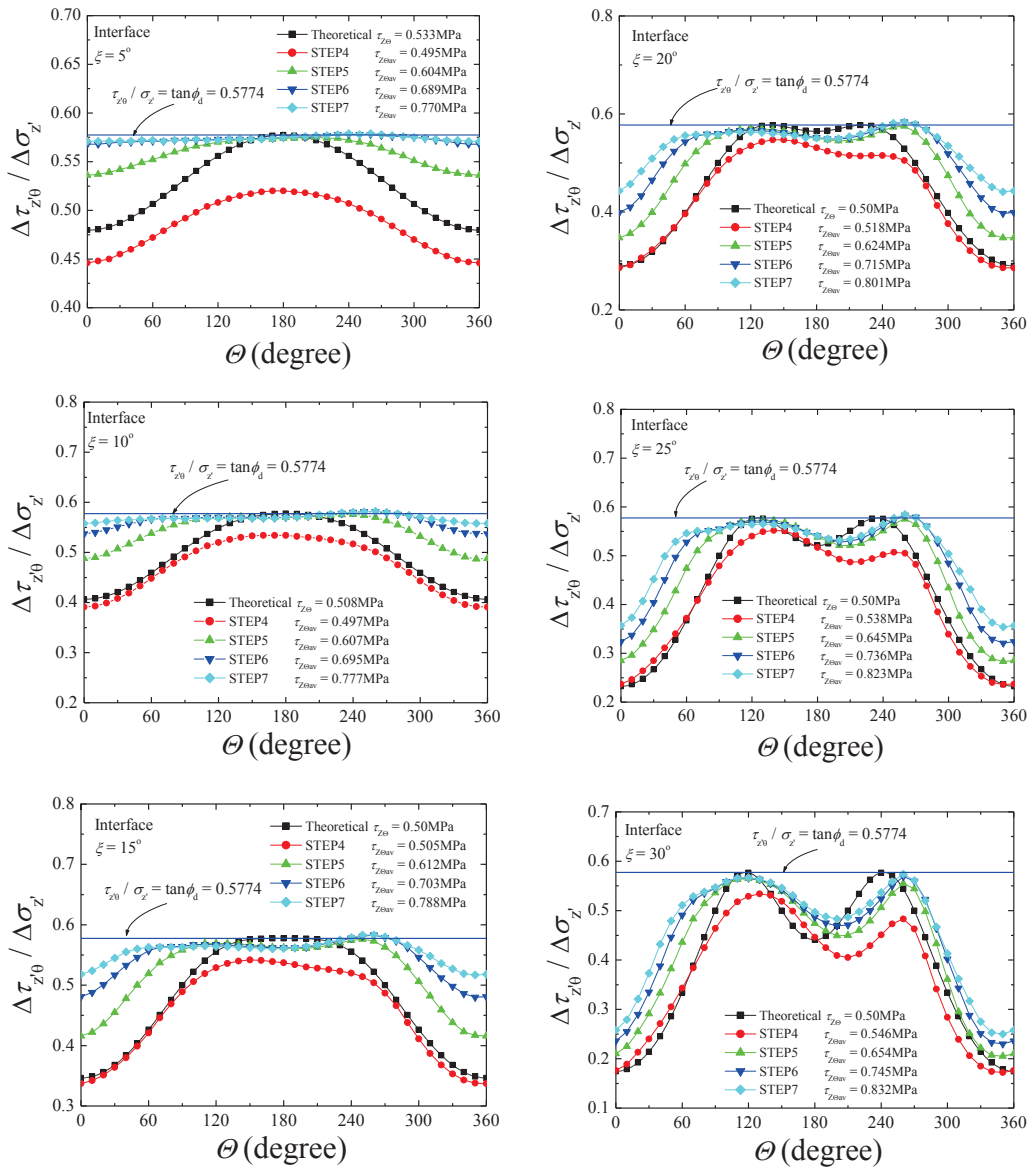 Interface
ξ = 5°
Theoretical τZΘ = 0.533MPa
STEP4 τZΘav = 0.495MPa
STEP5 τZΘav = 0.604MPa
STEP6 τZΘav = 0.689MPa
STEP7 τZΘav = 0.770MPa
τz'θ / σz' = tanϕd = 0.5774
0.70
0.65
0.60
0.55
0.50
0.45
0.40
Δτz'θ / Δσz'
0 60 120 180 240 300 360
Θ (degree)
Interface
ξ = 20°
τz'θ / σz' = tanϕd = 0.5774
Theoretical τZΘ = 0.50MPa
STEP4 τZΘav = 0.518MPa
STEP5 τZΘav = 0.624MPa
STEP6 τZΘav = 0.715MPa
STEP7 τZΘav = 0.801MPa
0.8
0.6
0.4
0.2
Δτz'θ / Δσz'
0 60 120 180 240 300 360
Θ (degree)
Interface
ξ = 10°
τz'θ / σz' = tanϕd = 0.5774
Theoretical τZΘ = 0.508MPa
STEP4 τZΘav = 0.497MPa
STEP5 τZΘav = 0.607MPa
STEP6 τZΘav = 0.695MPa
STEP7 τZΘav = 0.777MPa
0.8
0.7
0.6
0.5
0.4
0.3
0.2
Δτz'θ / Δσz'
0 60 120 180 240 300 360
Θ (degree)
Interface
ξ = 25°
τz'θ / σz' = tanϕd = 0.5774
Theoretical τZΘ = 0.50MPa
STEP4 τZΘav = 0.538MPa
STEP5 τZΘav = 0.645MPa
STEP6 τZΘav = 0.736MPa
STEP7 τZΘav = 0.823MPa
0.8
0.7
0.6
0.5
0.4
0.3
0.2
Δτz'θ / Δσz'
0 60 120 180 240 300 360
Θ (degree)
Interface
ξ = 15°
Theoretical τZΘ = 0.50MPa
STEP4 τZΘav = 0.505MPa
STEP5 τZΘav = 0.612MPa
STEP6 τZΘav = 0.703MPa
STEP7 τZΘav = 0.788MPa
τz'θ / σz' = tanϕd = 0.5774
0.8
0.7
0.6
0.5
0.4
0.3
Δτz'θ / Δσz'
0 60 120 180 240 300 360
Θ (degree)
Interface
ξ = 30°
τz'θ / σz' = tanϕd = 0.5774
Theoretical τZΘ = 0.50MPa
STEP4 τZΘav = 0.546MPa
STEP5 τZΘav = 0.654MPa
STEP6 τZΘav = 0.745MPa
STEP7 τZΘav = 0.832MPa
0.7
0.6
0.5
0.4
0.3
0.2
0.1
Δτz'θ / Δσz'
0 60 120 180 240 300 360
Θ (degree)